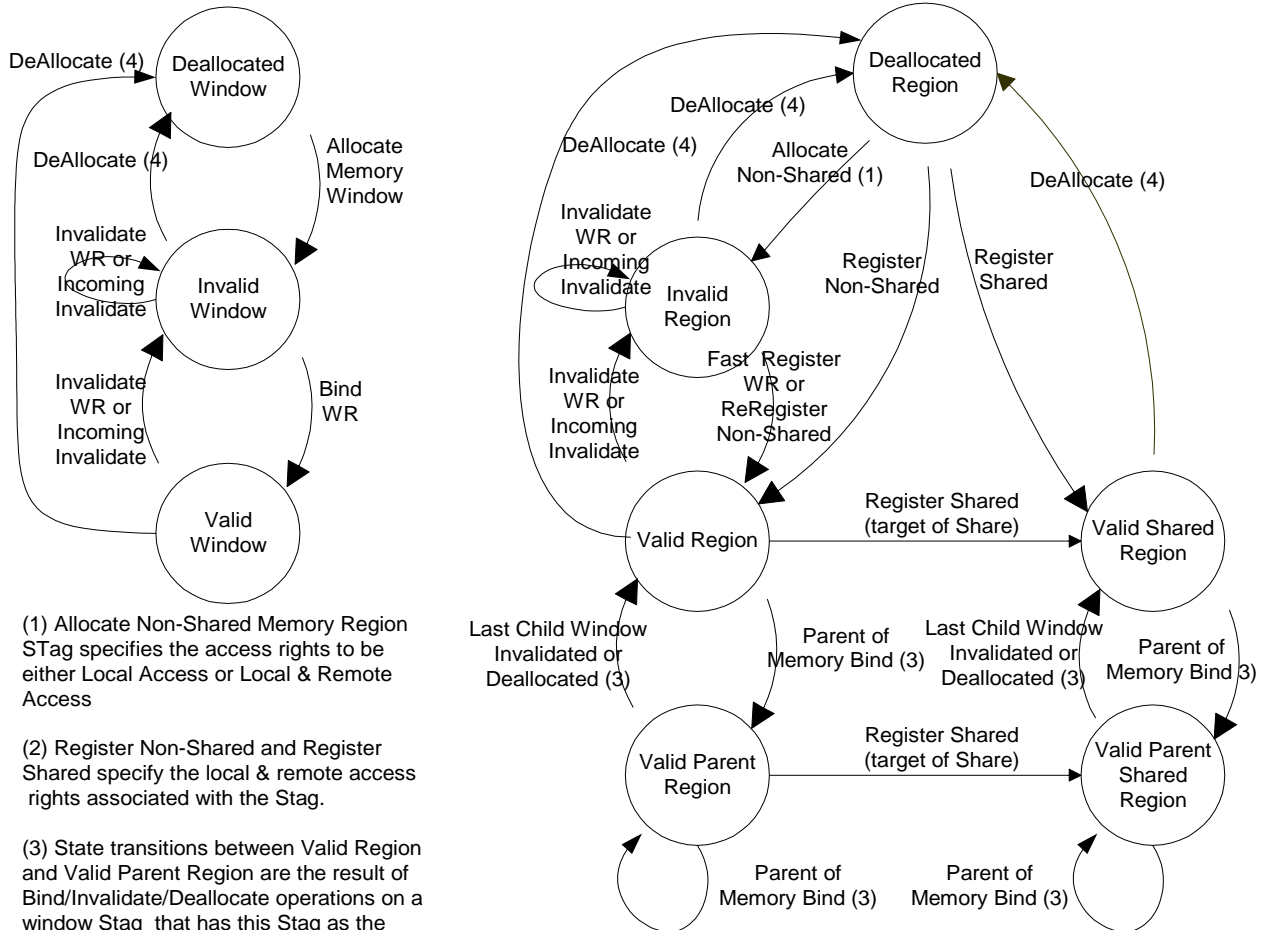 DeAllocate (4)
Deallocated
Window
DeAllocate (4)
Allocate
Memory
Window
Invalidate
WR or
Incoming
Invalidate
Invalid
Window
Invalidate
WR or
Incoming
Invalidate
Bind
WR
Valid
Window
(1) Allocate Non-Shared Memory Region
STag specifies the access rights to be
either Local Access or Local & Remote
Access
(2) Register Non-Shared and Register
Shared specify the local & remote access
rights associated with the Stag.
(3) State transitions between Valid Region
and Valid Parent Region are the result of
Bind/Invalidate/Deallocate operations on a
window Stag that has this Stag as the
Deallocated
Region
DeAllocate (4)
DeAllocate (4)
Allocate
Non-Shared (1)
DeAllocate (4)
Invalidate
WR or
Incoming
Invalidate
Invalid
Region
Register
Non-Shared
Register
Shared
Invalidate
WR or
Incoming
Invalidate
Fast Register
WR or
ReRegister
Non-Shared
Valid Region
Register Shared
(target of Share)
Valid Shared
Region
Last Child Window
Invalidated or
Deallocated (3)
Parent of
Memory Bind (3)
Last Child Window
Invalidated or
Deallocated (3)
Parent of
Memory Bind 3)
Valid Parent
Region
Register Shared
(target of Share)
Valid Parent
Shared
Region
Parent of
Memory Bind (3)
Parent of
Memory Bind (3)